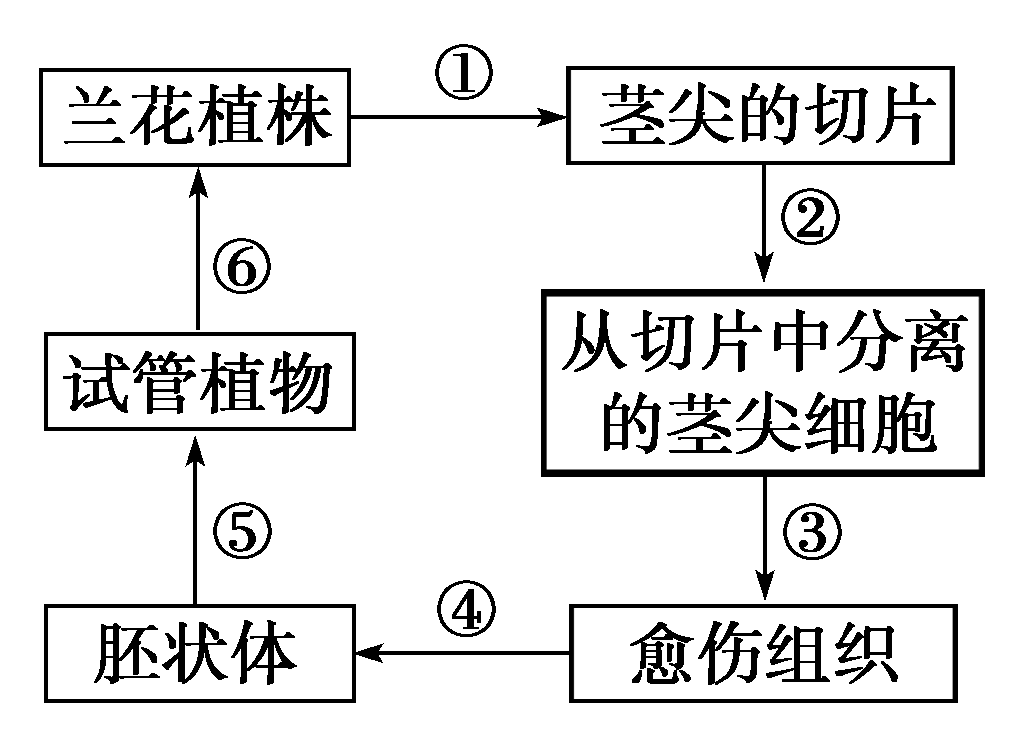 兰花植株
①
茎尖的切片
②
从切片中分离
的茎尖细胞
③
愈伤组织
④
胚状体
⑤
试管植物
⑥